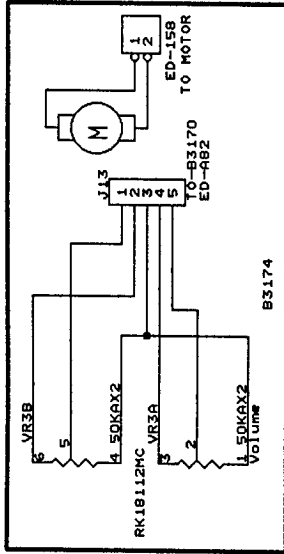 1
2
ED-158
TO MOTOR
M
J13
1
2
3
4
5
TO-B3170
ED-A82
VR3B
6
5
4
50KAX2
RK18112MC
VR3A
3
2
1
50KAX2
Volume
B3174